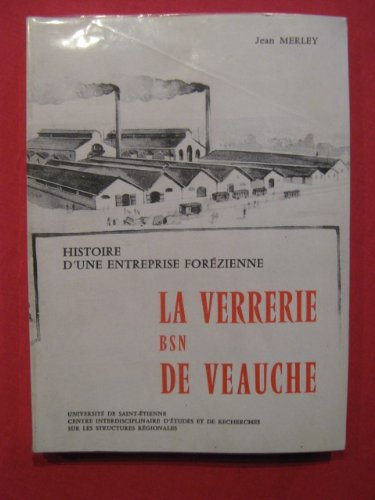 Jean MERLEY
HISTOIRE
D'UNE ENTREPRISE FORÉZIENNE
LA VERRERIE
BSN
DE VEAUCHE
UNIVERSITÉ DE SAINT-ÉTIENNE
CENTRE INTERDISCIPLINAIRE D'ÉTUDES ET DE RECHERCHES
SUR LES STRUCTURES RÉGIONALES